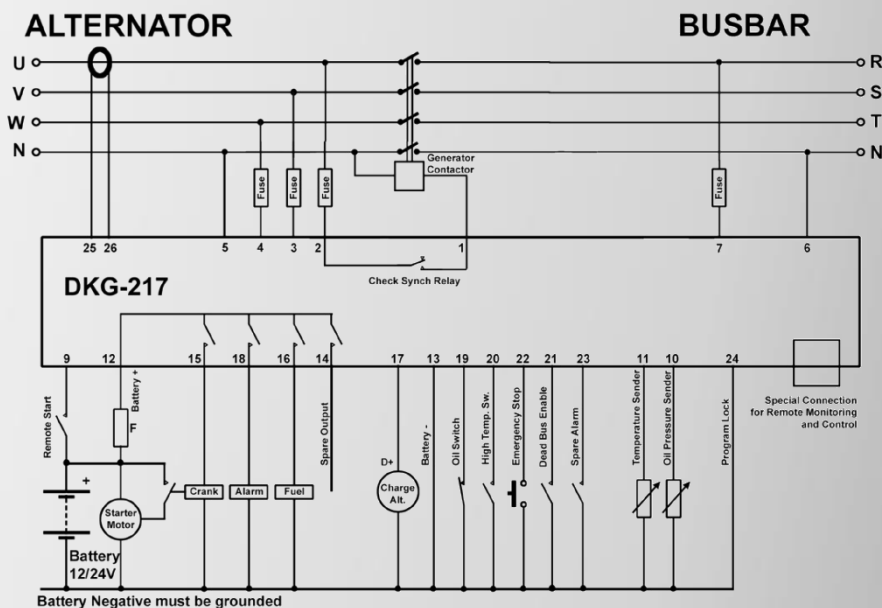 ALTERNATOR
BUSBAR
U
R
V
S
W
T
N
N
Generator
Contactor
Fuse
Fuse
Fuse
Fuse
25
26
5
4
3
2
1
7
6
Check Synch Relay
DKG-217
9
12
15
18
16
14
17
13
19
20
22
21
23
11
10
24
Remote Start
Battery +
F
Spare Output
D+
Battery -
Oil Switch
High Temp. Sw.
Emergency Stop
Dead Bus Enable
Spare Alarm
Temperature Sender
Oil Pressure Sender
Program Lock
Special Connection
for Remote Monitoring
and Control
+
Starter
Motor
Crank
Alarm
Fuel
Charge
Alt.
Battery
12/24V
Battery Negative must be grounded